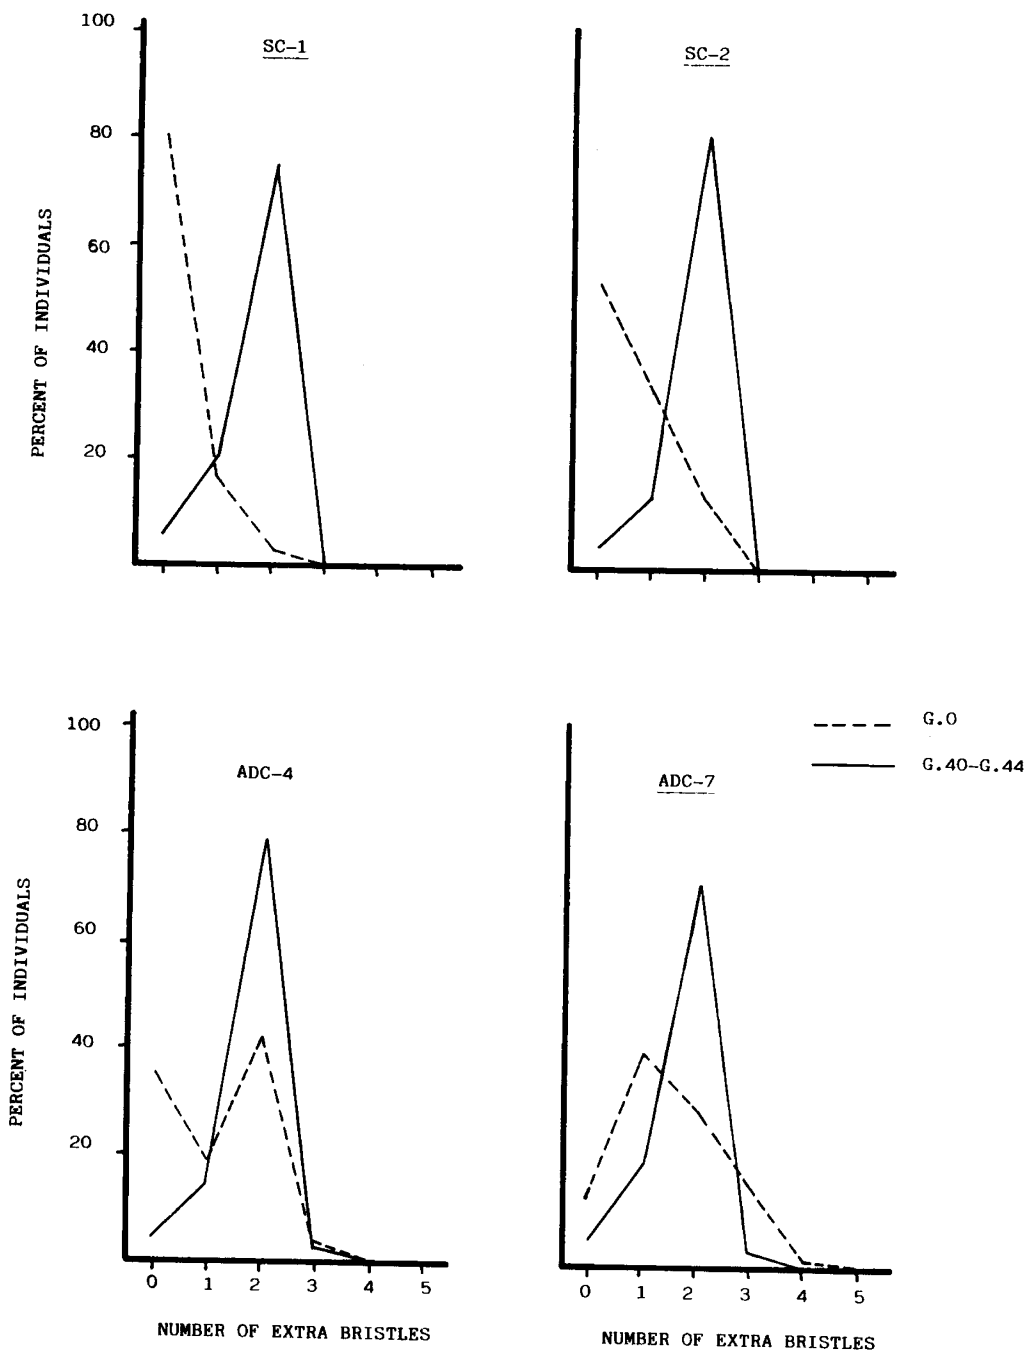 100
80
60
40
20
PERCENT OF INDIVIDUALS
SC-1
SC-2
100
80
60
40
20
PERCENT OF INDIVIDUALS
ADC-4
ADC-7
G.0
G.40-G.44
0 1 2 3 4 5
NUMBER OF EXTRA BRISTLES
0 1 2 3 4 5
NUMBER OF EXTRA BRISTLES